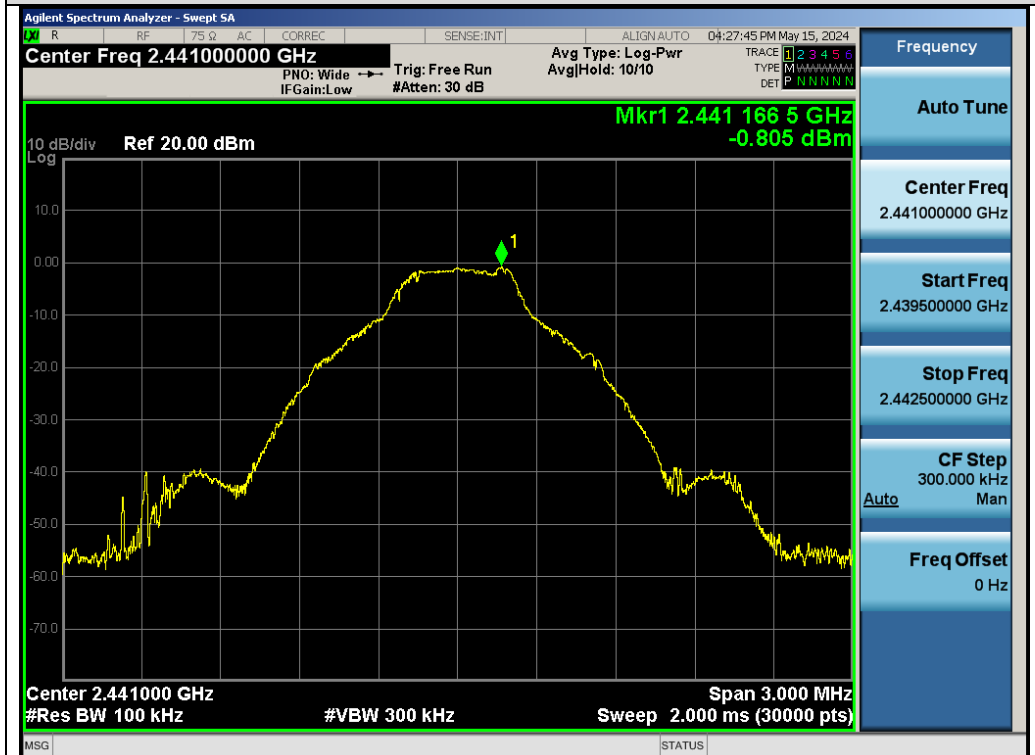 Agilent Spectrum Analyzer - Swept SA
LXI R RF 75 Ω AC CORREC SENSE:INT ALIGN AUTO 04:27:45 PM May 15, 2024
Center Freq 2.441000000 GHz
PNO: Wide
IFGain:Low
Trig: Free Run
#Atten: 30 dB
Avg Type: Log-Pwr
Avg|Hold: 10/10
TRACE 1 2 3 4 5 6
TYPE M WWWWW
DET P N N N N N
Mkr1 2.441 166 5 GHz
-0.805 dBm
10 dB/div Ref 20.00 dBm
Log
1
10.0
0.00
-10.0
-20.0
-30.0
-40.0
-50.0
-60.0
-70.0
Center 2.441000 GHz Span 3.000 MHz
#Res BW 100 kHz #VBW 300 kHz Sweep 2.000 ms (30000 pts)
MSG STATUS
Frequency
Auto Tune
Center Freq
2.441000000 GHz
Start Freq
2.439500000 GHz
Stop Freq
2.442500000 GHz
CF Step
300.000 kHz
Auto Man
Freq Offset
0 Hz